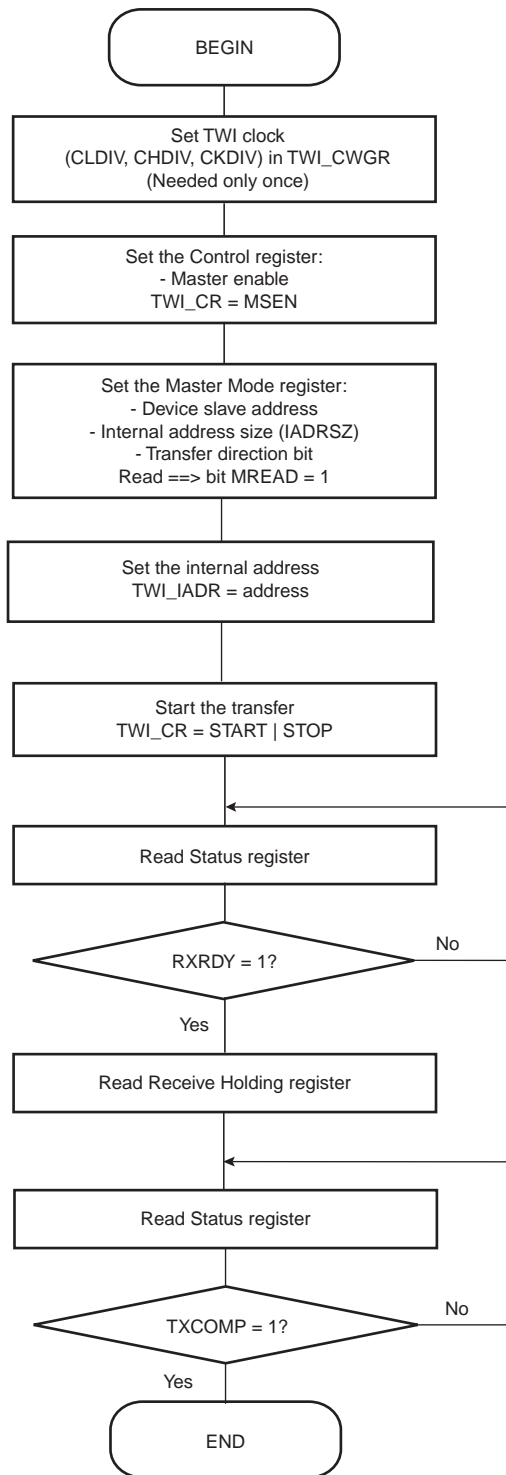 BEGIN
Set TWI clock
(CLDIV, CHDIV, CKDIV) in TWI_CWGR
(Needed only once)
Set the Control register:
- Master enable
TWI_CR = MSEN
Set the Master Mode register:
- Device slave address
- Internal address size (IADRSZ)
- Transfer direction bit
Read ==> bit MREAD = 1
Set the internal address
TWI_IADR = address
Start the transfer
TWI_CR = START | STOP
Read Status register
RXRDY = 1?
No
Yes
Read Receive Holding register
Read Status register
TXCOMP = 1?
No
Yes
END